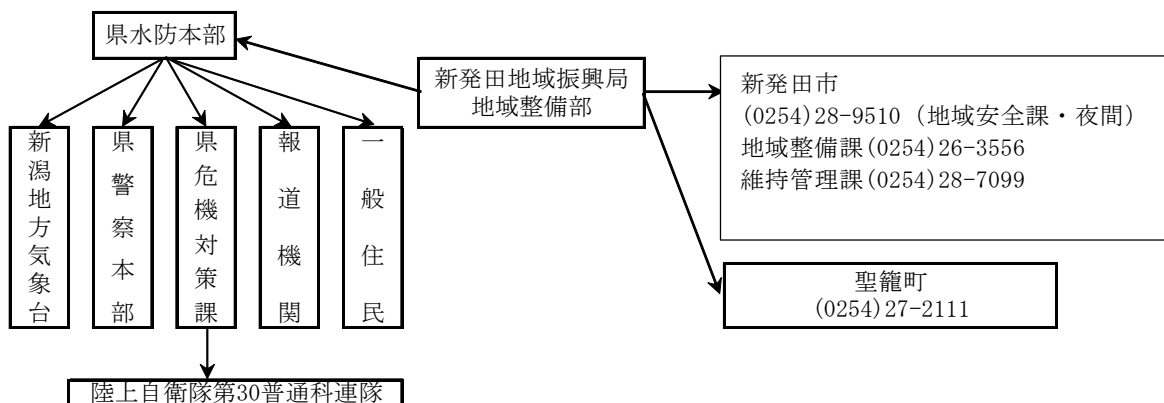 県水防本部
新発田地域振興局
地域整備部
新発田市
(0254)28-9510 (地域安全課・夜間)
地域整備課(0254)26-3556
維持管理課(0254)28-7099
新潟地方気象台
県警察本部
県危機対策課
報道機関
一般住民
聖籠町
(0254)27-2111
陸上自衛隊第30普通科連隊